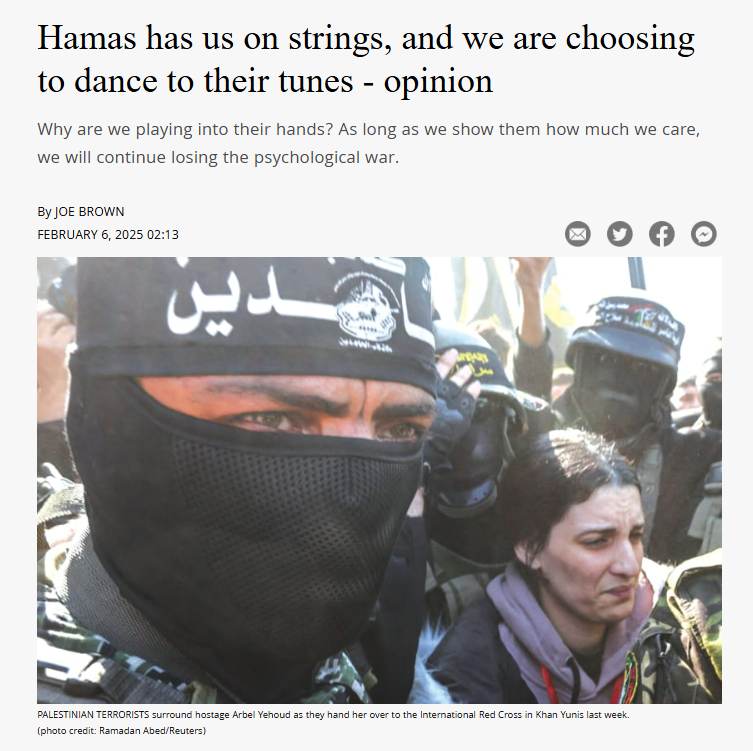 Hamas has us on strings, and we are choosing
to dance to their tunes - opinion
Why are we playing into their hands? As long as we show them how much we care,
we will continue losing the psychological war.
By JOE BROWN
FEBRUARY 6, 2025 02:13
PALESTINIAN TERRORISTS surround hostage Arbel Yehoud as they hand her over to the International Red Cross in Khan Yunis last week.
(photo credit: Ramadan Abed/Reuters)